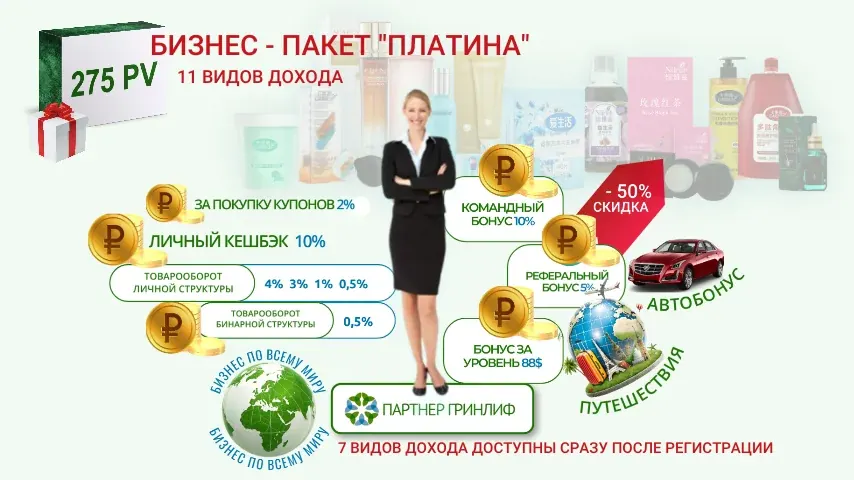 БИЗНЕС - ПАКЕТ "ПЛАТИНА"
275 PV
11 ВИДОВ ДОХОДА
ЗА ПОКУПКУ КУПОНОВ 2%
ЛИЧНЫЙ КЕШБЭК 10%
ТОВАРООБОРОТ
ЛИЧНОЙ СТРУКТУРЫ
4% 3% 1% 0,5%
ТОВАРООБОРОТ
БИНАРНОЙ СТРУКТУРЫ
0,5%
КОМАНДНЫЙ
БОНУС 10%
- 50%
СКИДКА
РЕФЕРАЛЬНЫЙ
БОНУС 5%
АВТОБОНУС
БОНУС ЗА
УРОВЕНЬ 88$
ПУТЕШЕСТВИЯ
БИЗНЕС ПО ВСЕМУ МИРУ
БИЗНЕС ПО ВСЕМУ МИРУ
ПАРТНЕР ГРИНЛИФ
7 ВИДОВ ДОХОДА ДОСТУПНЫ СРАЗУ ПОСЛЕ РЕГИСТРАЦИИ